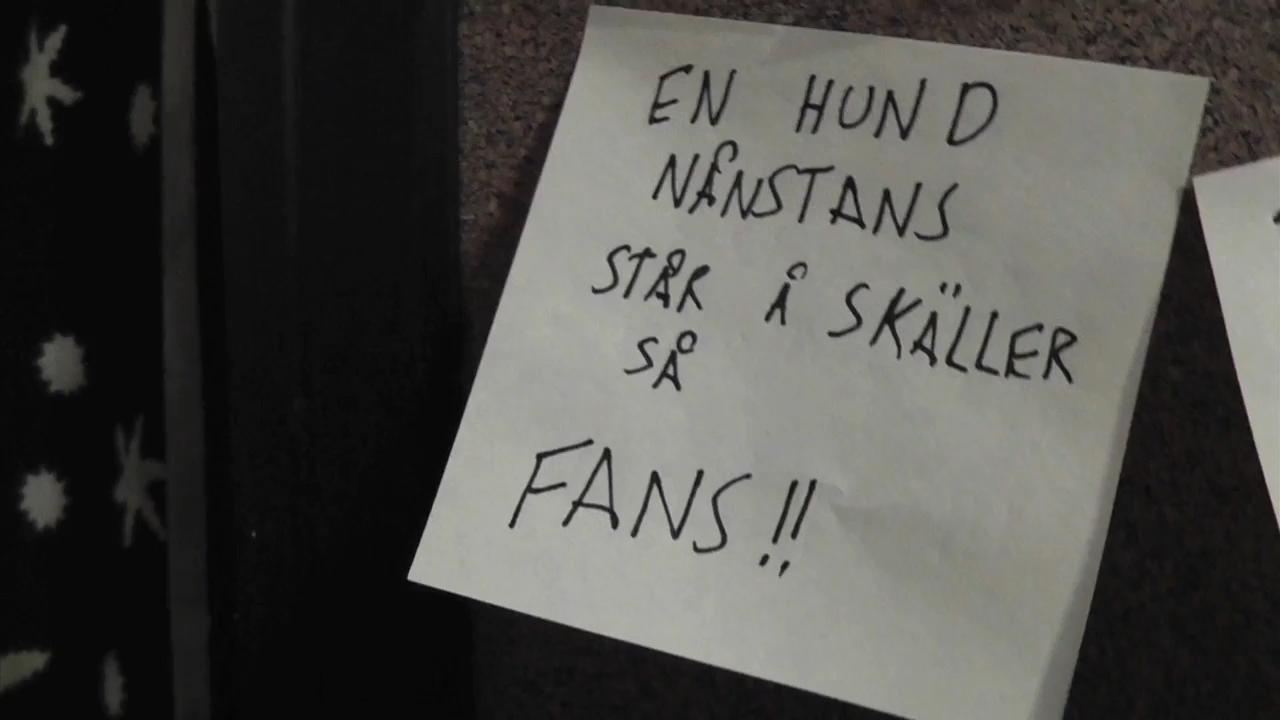 EN HUND
NÅNSTANS
STÅR Å SKÄLLER
SÅ
FANS!!